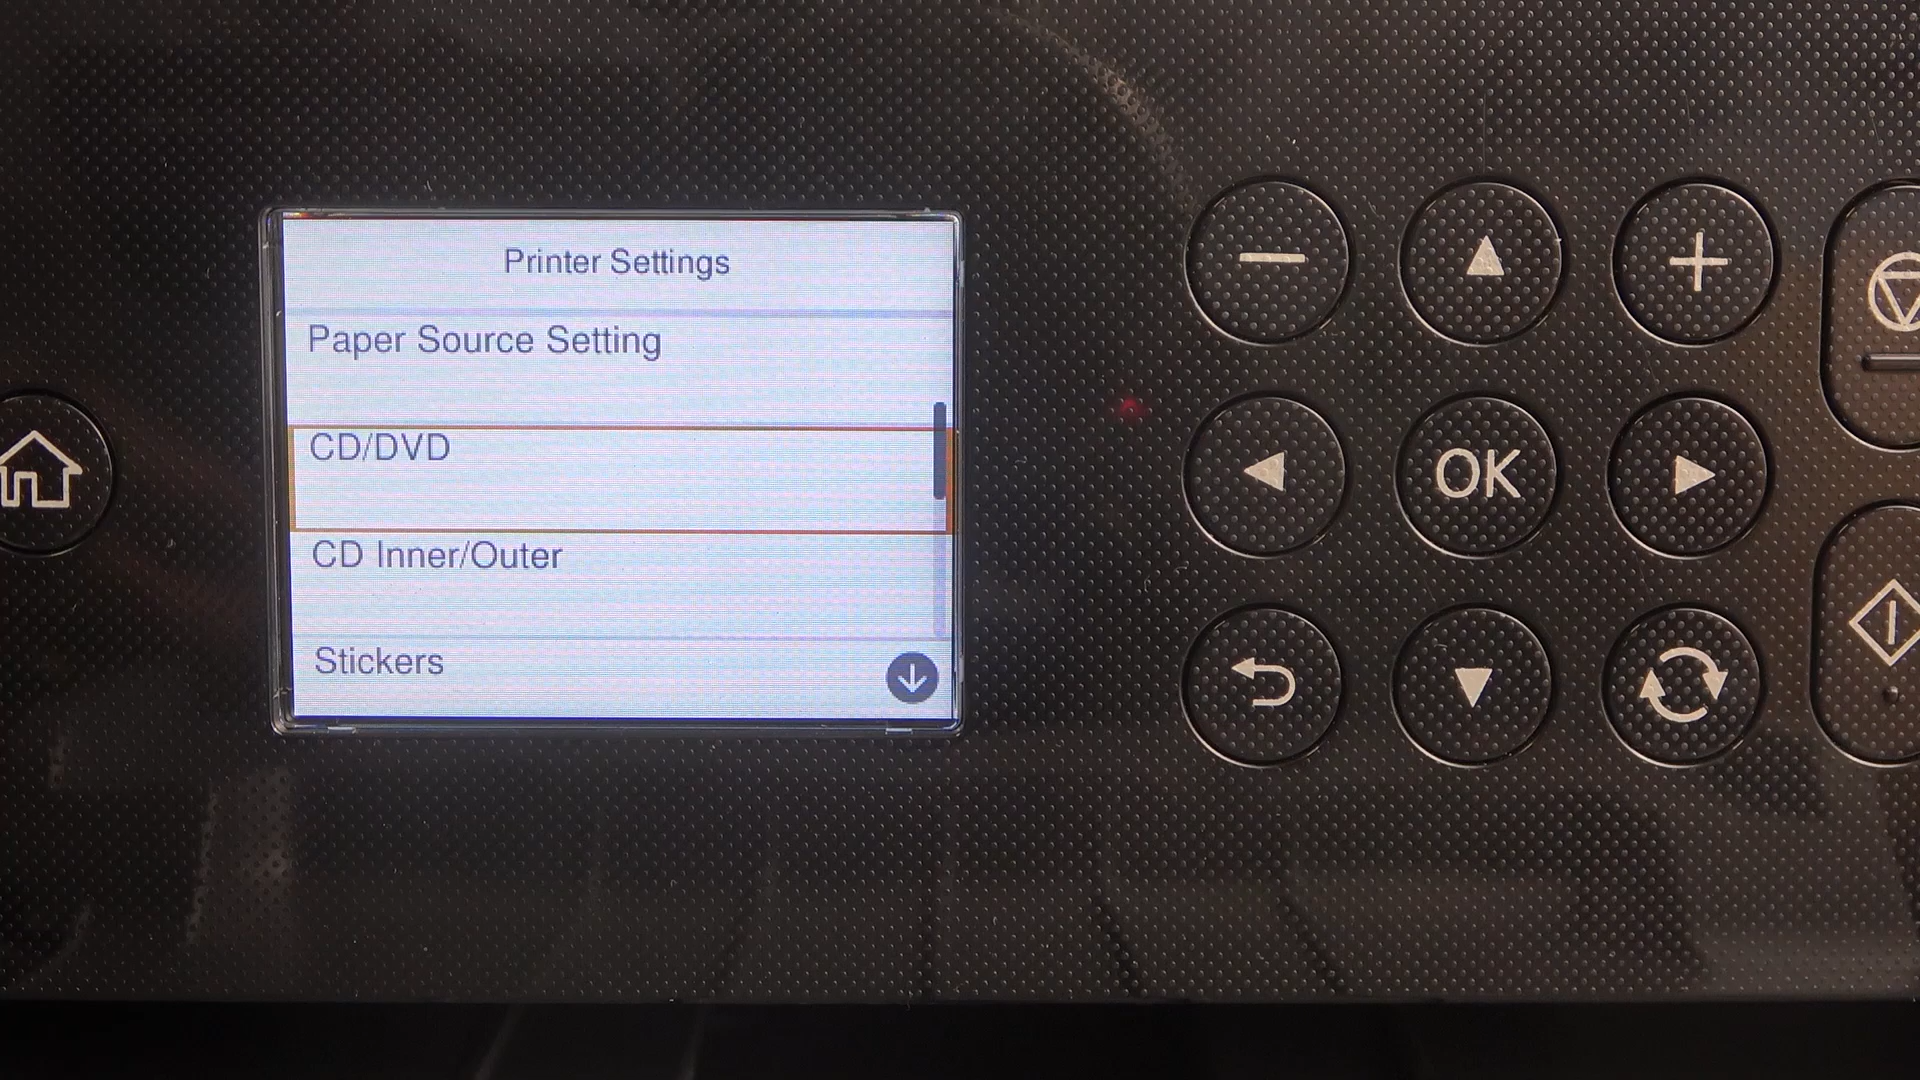 Printer Settings
Paper Source Setting
CD/DVD
CD Inner/Outer
Stickers
OK